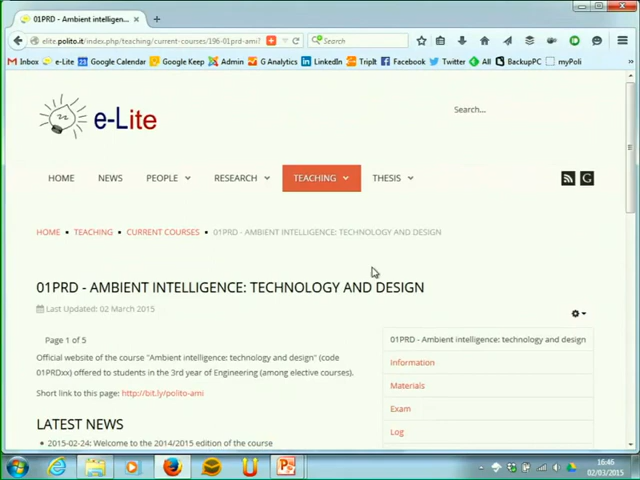 01PRD - Ambient intelligen...
elite.polito.it/index.php/teaching/current-courses/196-01prd-ami?
Search
Inbox
e-Lite
Google Calendar
Google Keep
Admin
G Analytics
LinkedIn
TripIt
Facebook
Twitter
All
BackupPC
myPoli
e-Lite
Search...
HOME
NEWS
PEOPLE
RESEARCH
TEACHING
THESIS
HOME • TEACHING • CURRENT COURSES • 01PRD - AMBIENT INTELLIGENCE: TECHNOLOGY AND DESIGN
01PRD - AMBIENT INTELLIGENCE: TECHNOLOGY AND DESIGN
Last Updated: 02 March 2015
Page 1 of 5
Official website of the course "Ambient intelligence: technology and design" (code
01PRDxx) offered to students in the 3rd year of Engineering (among elective courses).
Short link to this page: http://bit.ly/polito-ami
LATEST NEWS
• 2015-02-24: Welcome to the 2014/2015 edition of the course
01PRD - Ambient intelligence: technology and design
Information
Materials
Exam
Log
16:45
02/03/2015